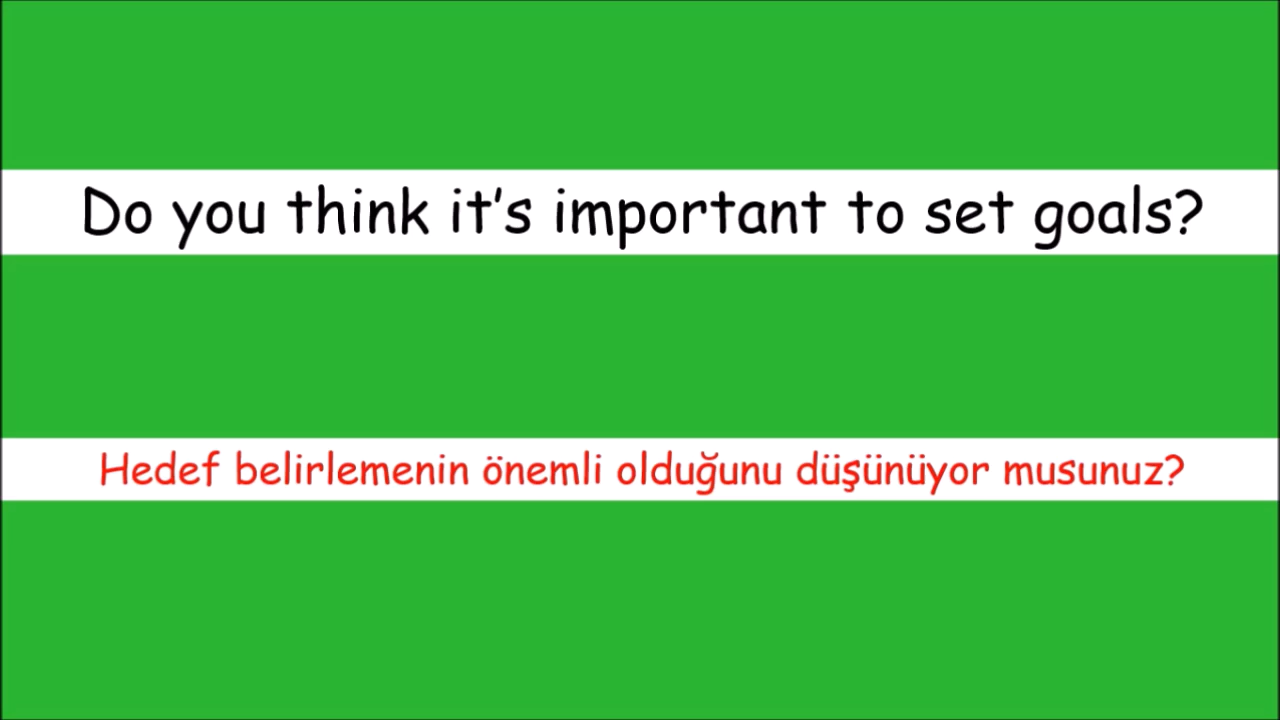 Do you think it's important to set goals?
Hedef belirlemenin önemli olduğunu düşünüyor musunuz?